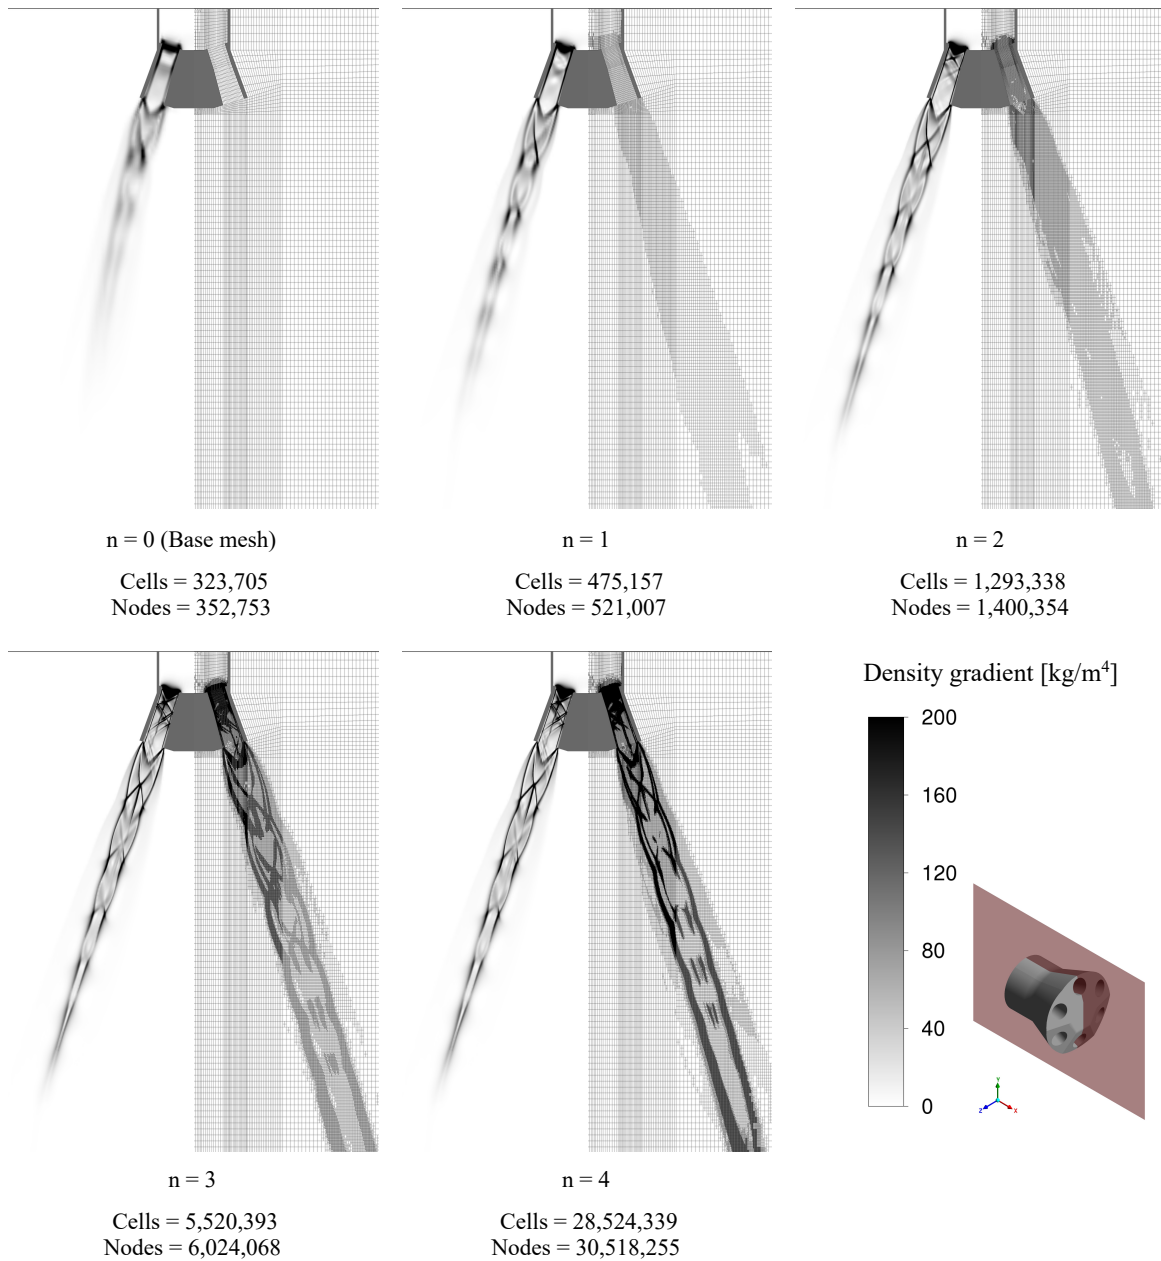 n = 0 (Base mesh)
Cells = 323,705
Nodes = 352,753
n = 1
Cells = 475,157
Nodes = 521,007
n = 2
Cells = 1,293,338
Nodes = 1,400,354
n = 3
Cells = 5,520,393
Nodes = 6,024,068
n = 4
Cells = 28,524,339
Nodes = 30,518,255
Density gradient [kg/m⁴]
200
160
120
80
40
0
Y
Z
X